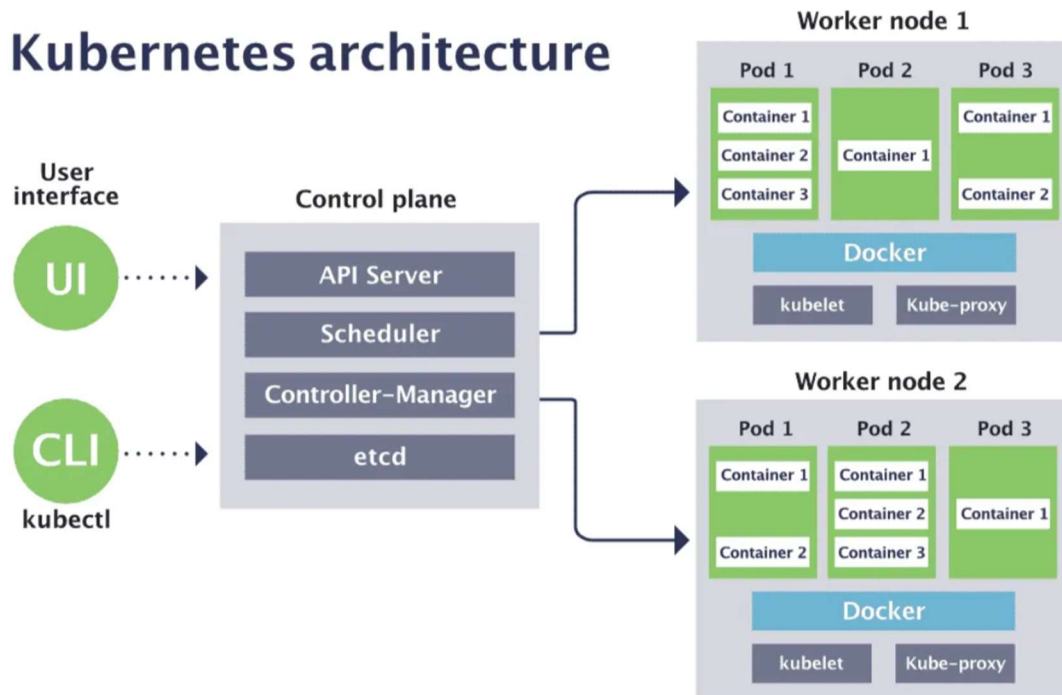 Kubernetes architecture
User
interface
UI
CLI
kubectl
Control plane
API Server
Scheduler
Controller-Manager
etcd
Worker node 1
Pod 1
Pod 2
Pod 3
Container 1
Container 2
Container 3
Container 1
Container 1
Container 2
Docker
kubelet
Kube-proxy
Worker node 2
Pod 1
Pod 2
Pod 3
Container 1
Container 2
Container 1
Container 2
Container 3
Container 1
Docker
kubelet
Kube-proxy